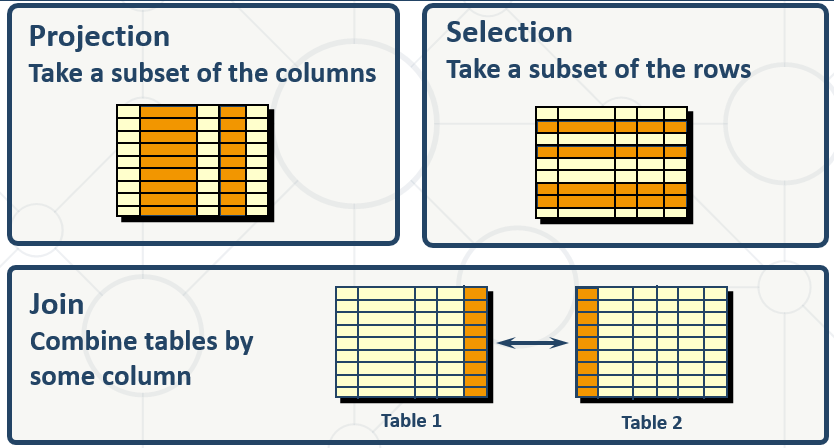 Projection
Take a subset of the columns
Selection
Take a subset of the rows
Join
Combine tables by
some column
Table 1
Table 2